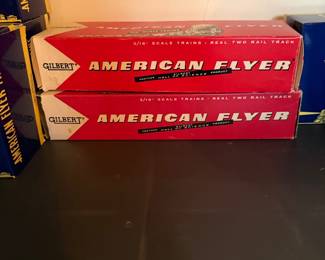 3/16" SCALE TRAINS - REAL TWO RAIL TRACK
GILBERT
AMERICAN FLYER
3/16" SCALE TRAINS - REAL TWO RAIL TRACK
GILBERT
AMERICAN FLYER
AMERICAN FLYER